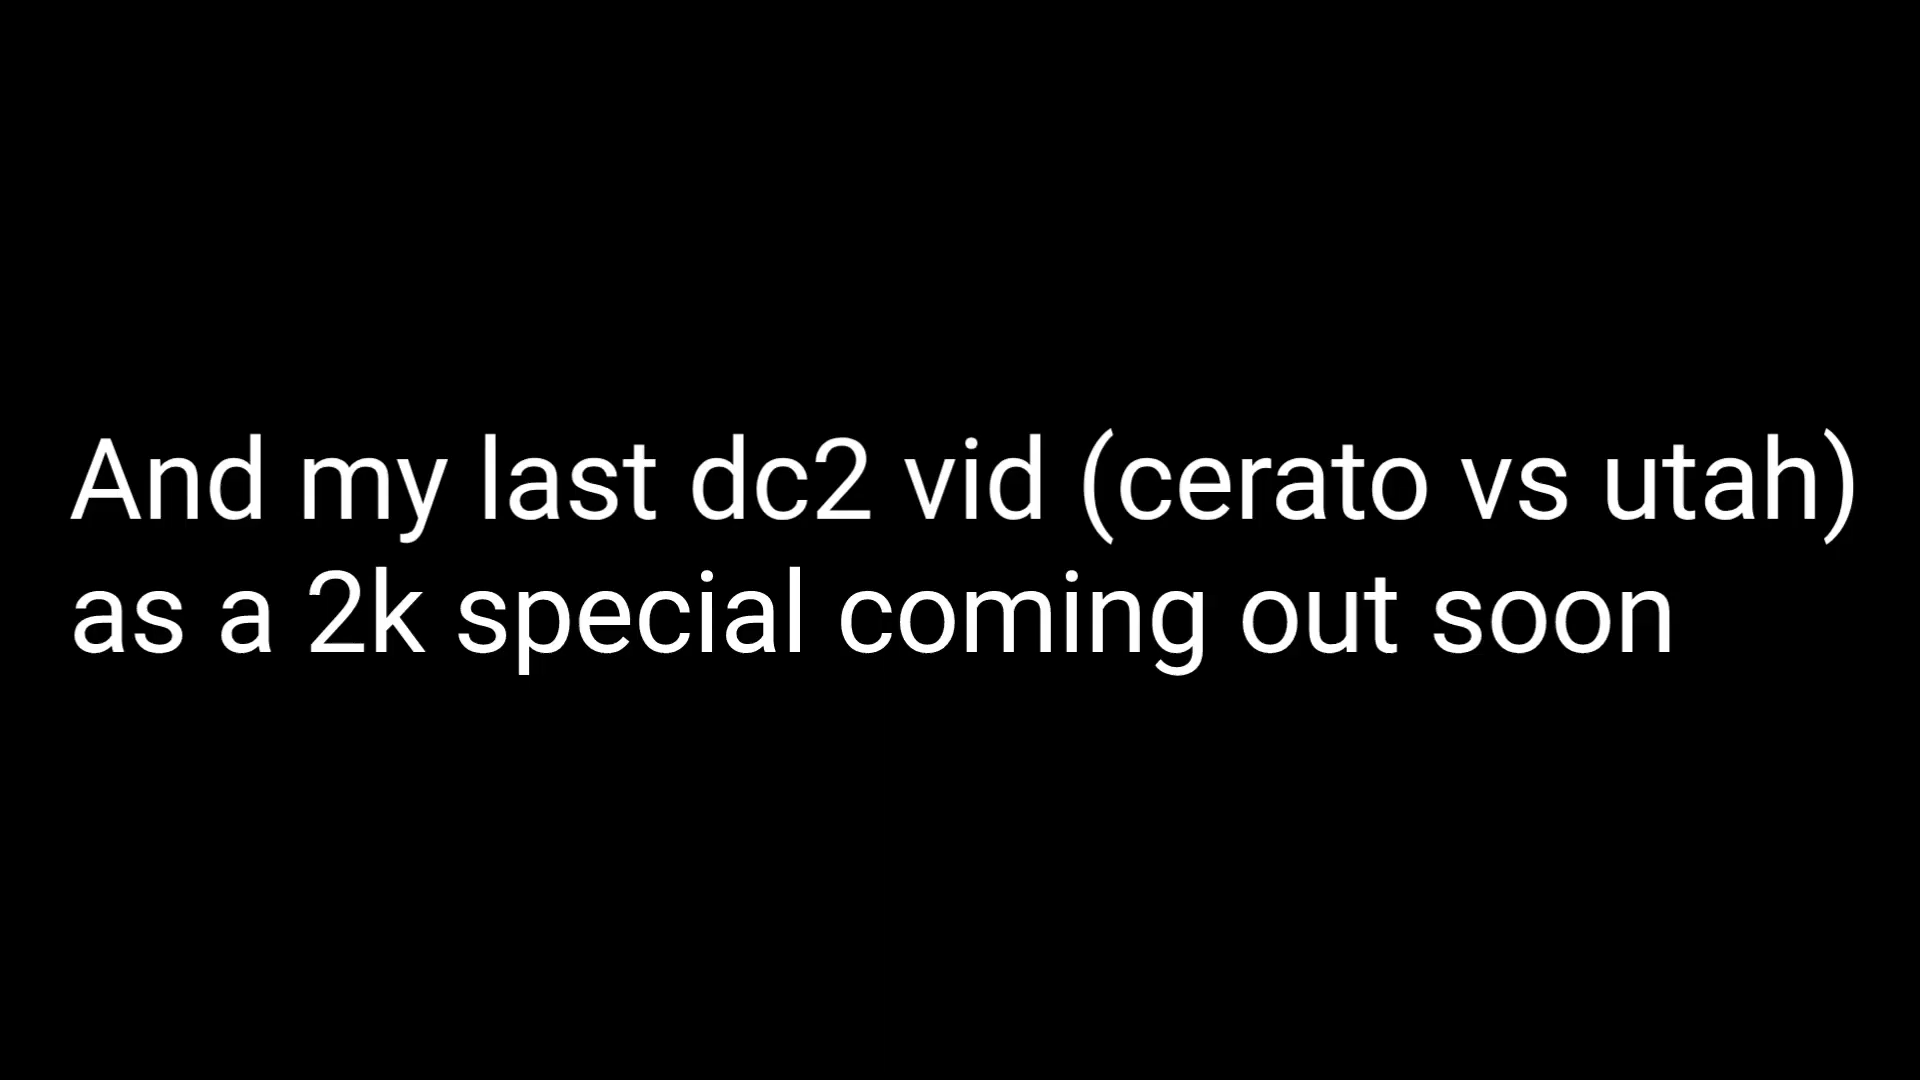 And my last dc2 vid (cerato vs utah)
as a 2k special coming out soon